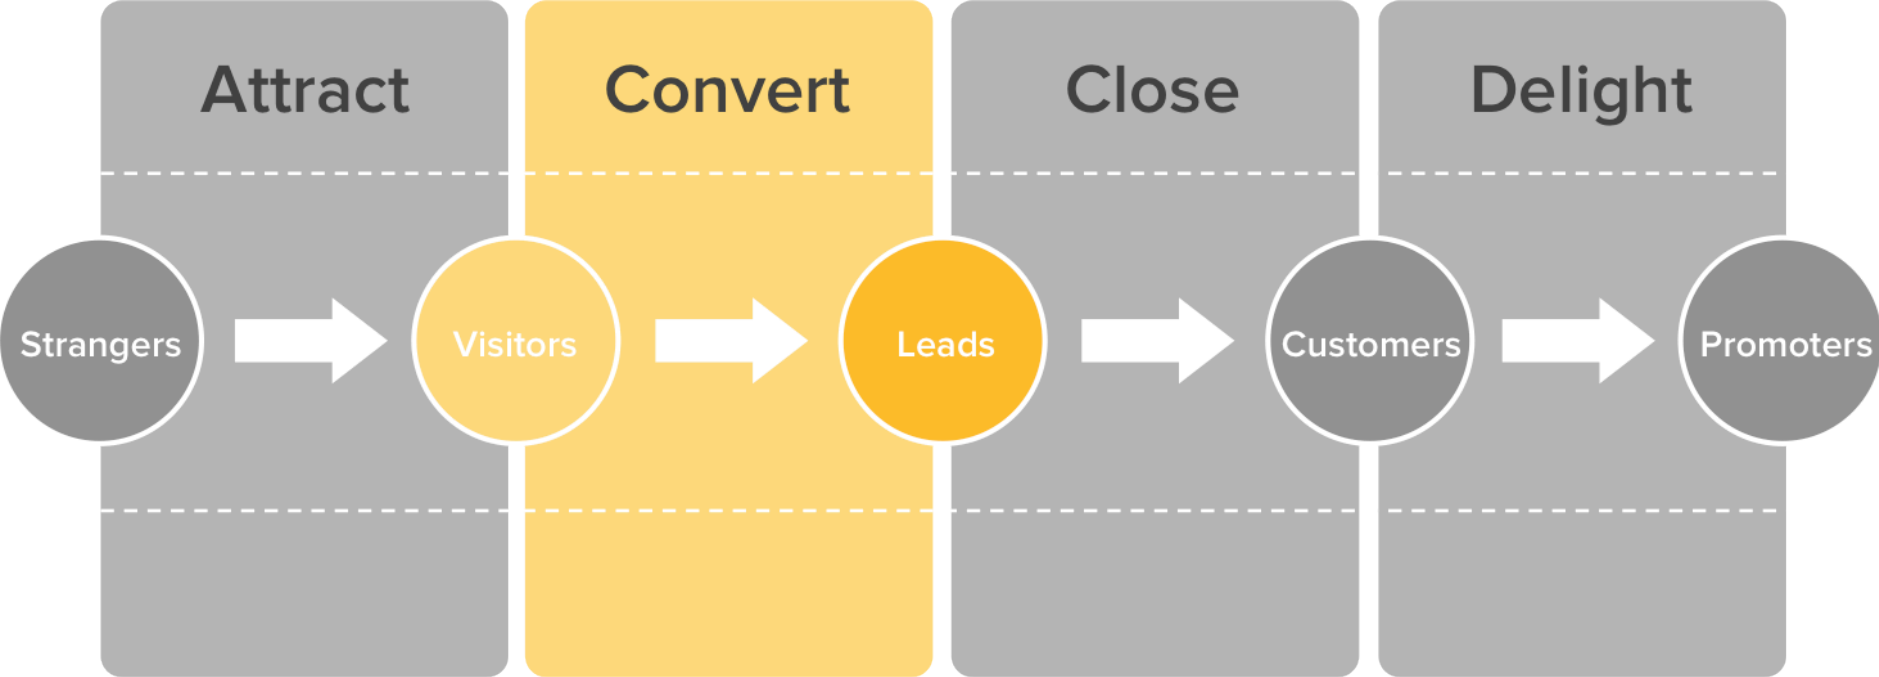 Attract
Convert
Close
Delight
Strangers
Visitors
Leads
Customers
Promoters